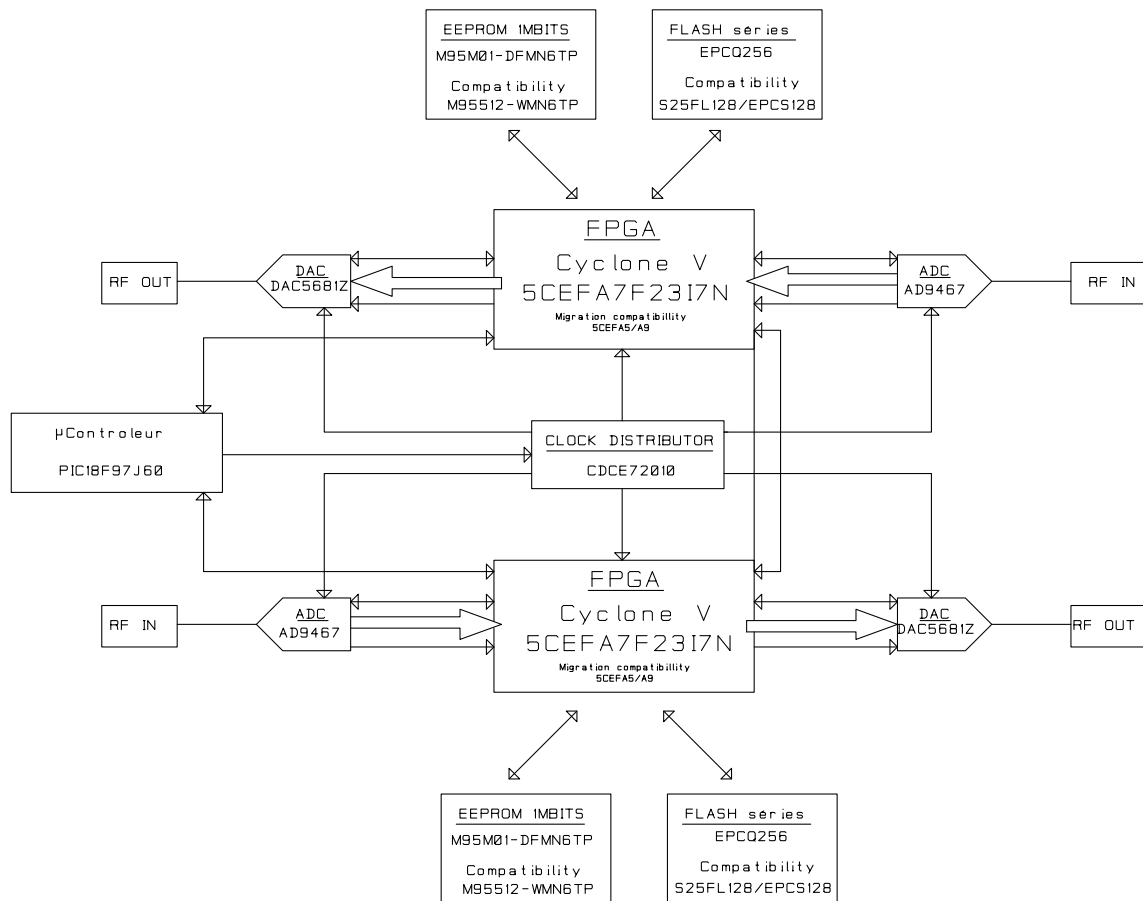 EEPROM 1MBITS
M95M01-DFMN6TP
Compatibility
M95512-WMN6TP
FLASH séries
EPCQ256
Compatibility
S25FL128/EPCS128
FPGA
Cyclone V
5CEFA7F23I7N
Migration compatibillity
5CEFA5/A9
RF OUT
DAC
DAC5681Z
ADC
AD9467
RF IN
µControleur
PIC18F97J60
CLOCK DISTRIBUTOR
CDCE72010
RF IN
ADC
AD9467
FPGA
Cyclone V
5CEFA7F23I7N
Migration compatibillity
5CEFA5/A9
DAC
DAC5681Z
RF OUT
EEPROM 1MBITS
M95M01-DFMN6TP
Compatibility
M95512-WMN6TP
FLASH séries
EPCQ256
Compatibility
S25FL128/EPCS128